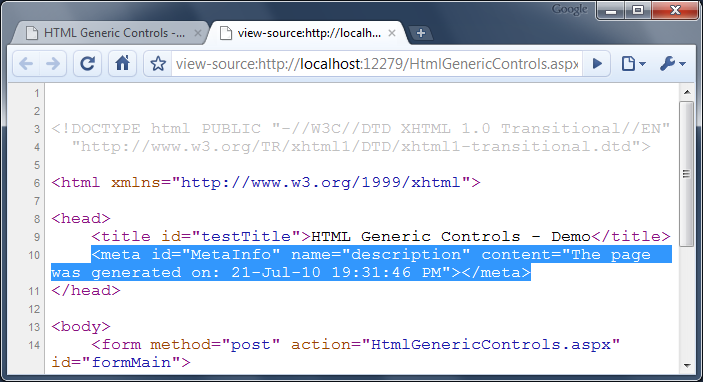 Google
HTML Generic Controls -...
view-source:http://localh...
view-source:http://localhost:12279/HtmlGenericControls.aspx
1
2
3 <!DOCTYPE html PUBLIC "-//W3C//DTD XHTML 1.0 Transitional//EN"
4 "http://www.w3.org/TR/xhtml1/DTD/xhtml1-transitional.dtd">
5
6 <html xmlns="http://www.w3.org/1999/xhtml">
7
8 <head>
9 <title id="testTitle">HTML Generic Controls - Demo</title>
10 <meta id="MetaInfo" name="description" content="The page
was generated on: 21-Jul-10 19:31:46 PM"></meta>
11 </head>
12
13 <body>
14 <form method="post" action="HtmlGenericControls.aspx"
id="formMain">